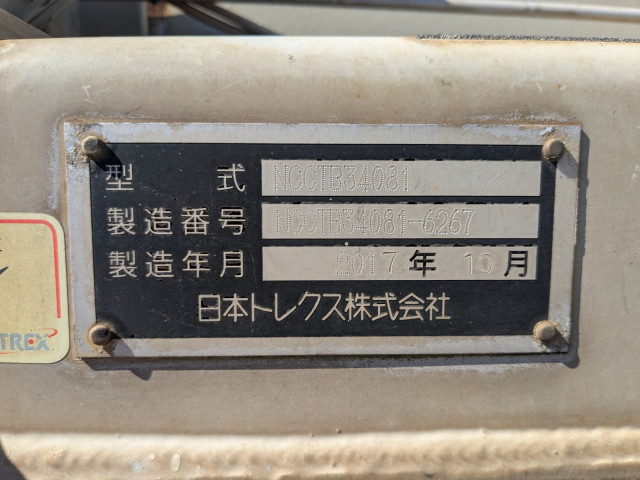 型式 NCCTB34081
製造番号 NCCTB34081-6267
製造年月 2017年 10月
日本トレクス株式会社
TREX